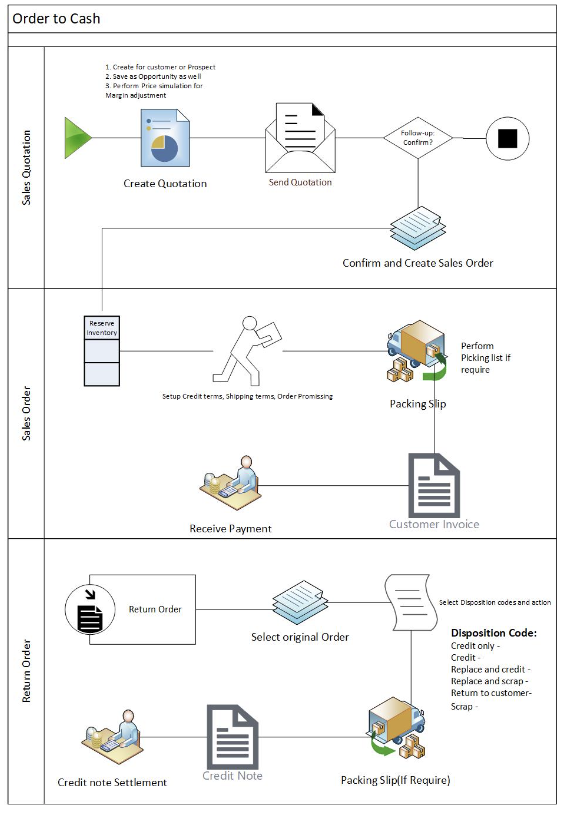 Order to Cash
Sales Quotation
1. Create for customer or Prospect
2. Save as Opportunity as well
3. Perform Price simulation for
Margin adjustment
Create Quotation
Send Quotation
Follow-up:
Confirm?
Confirm and Create Sales Order
Sales Order
Reserve
Inventory
Setup Credit terms, Shipping terms, Order Promissing
Perform
Picking list if
require
Packing Slip
Receive Payment
Customer Invoice
Return Order
Return Order
Select original Order
Select Disposition codes and action
Disposition Code:
Credit only -
Credit -
Replace and credit -
Replace and scrap -
Return to customer-
Scrap -
Credit note Settlement
Credit Note
Packing Slip(If Require)